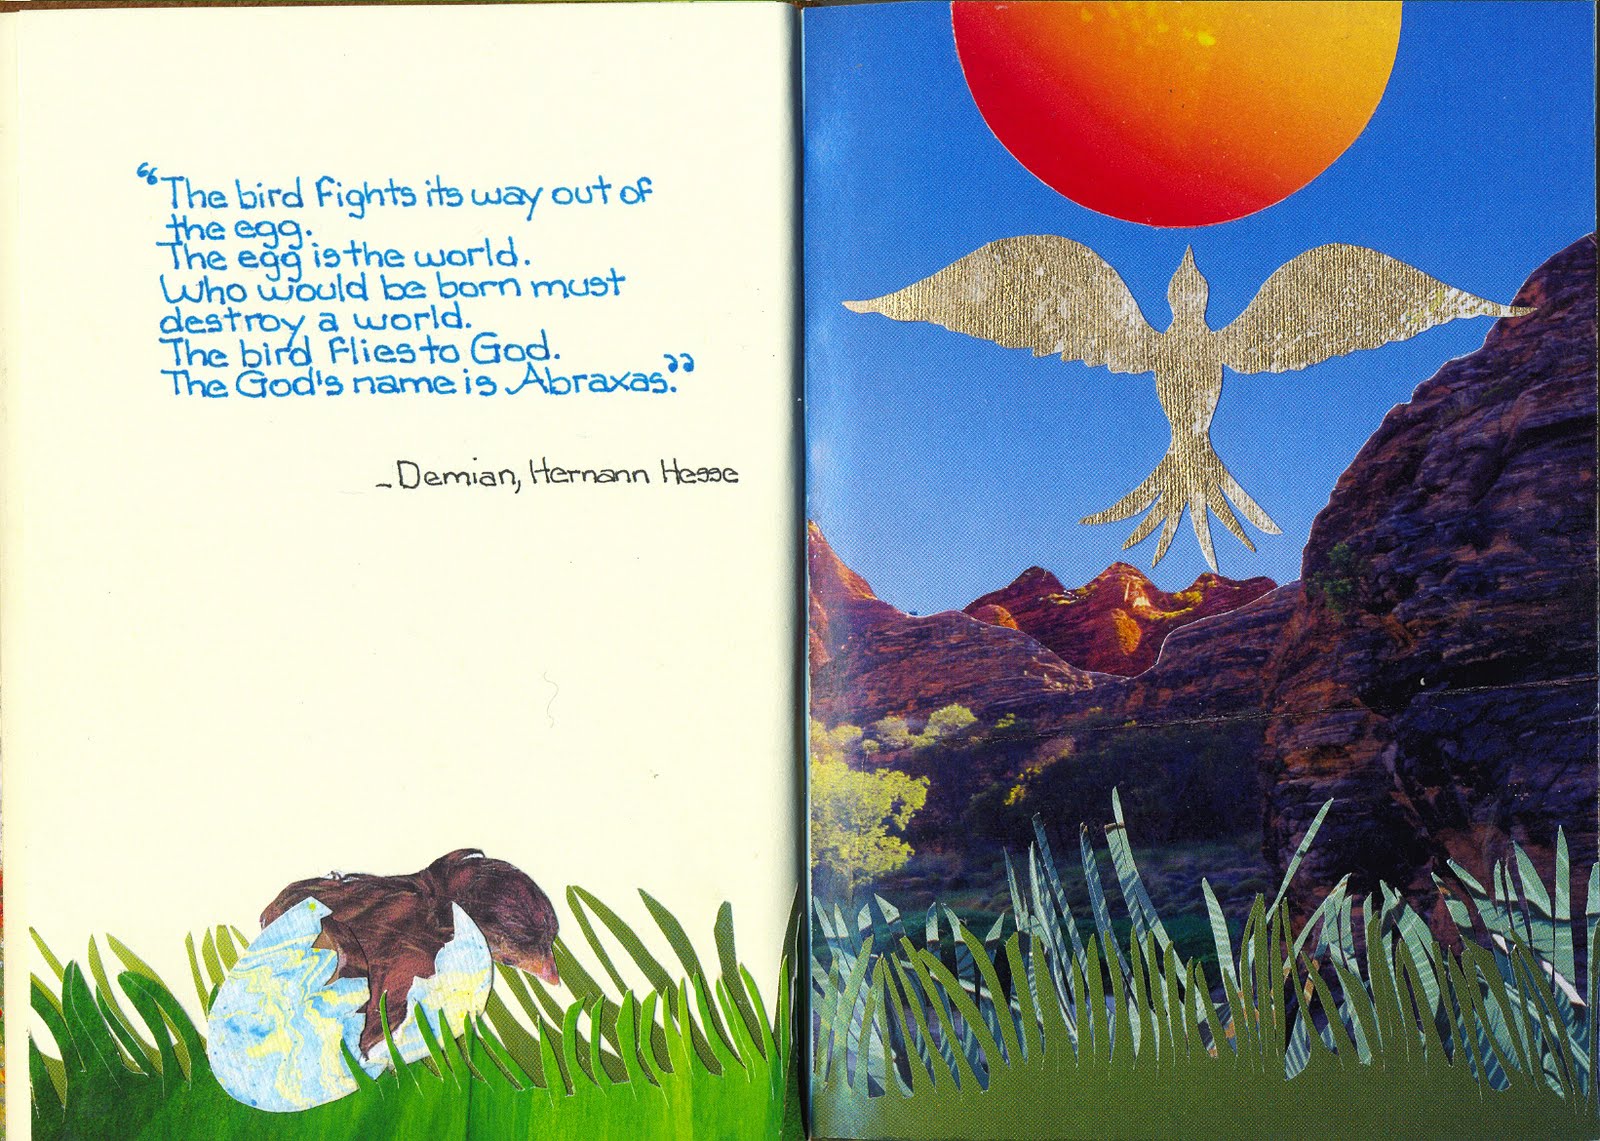 “The bird fights its way out of
the egg.
The egg is the world.
Who would be born must
destroy a world.
The bird flies to God.
The God's name is Abraxas.”
- Demian, Hermann Hesse